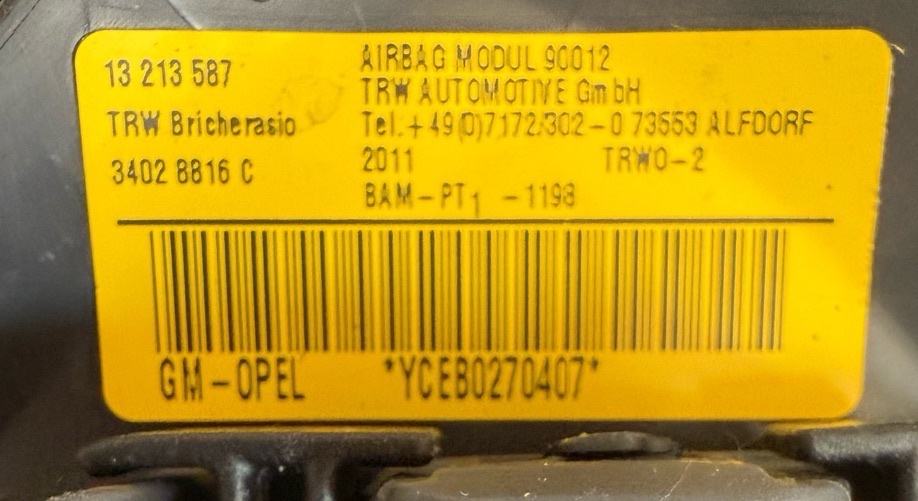 13 213 587
TRW Bricherasio
3402 8816 C
AIRBAG MODUL 90012
TRW AUTOMOTIVE GmbH
Tel.+49(0)7172/302-0 73553 ALFDORF
2011 TRWO-2
BAM-PT1 -1198
GM-OPEL *YCEB0270407*